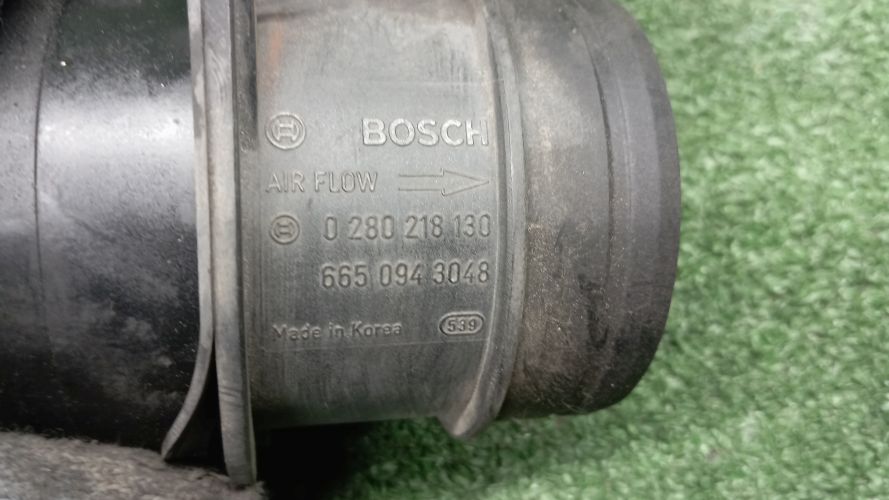 BOSCH
AIR FLOW
0 280 218 130
665 094 3048
Made in Korea 539